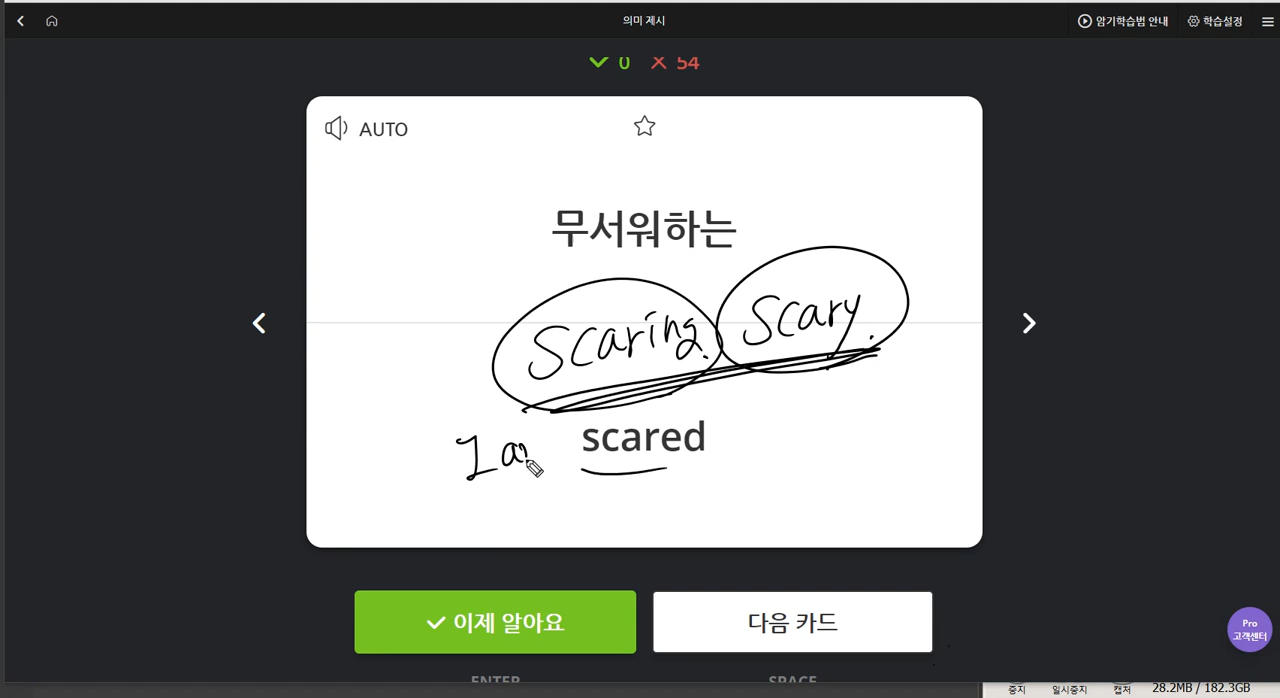 의미 제시
암기학습법 안내 학습설정
0 54
AUTO
무서워하는
scaring. scary.
scared
I am
이제 알아요 다음 카드
Pro
고객센터
ENTER SPACE
중지 일시중지 캡처 28.2MB / 182.3GB